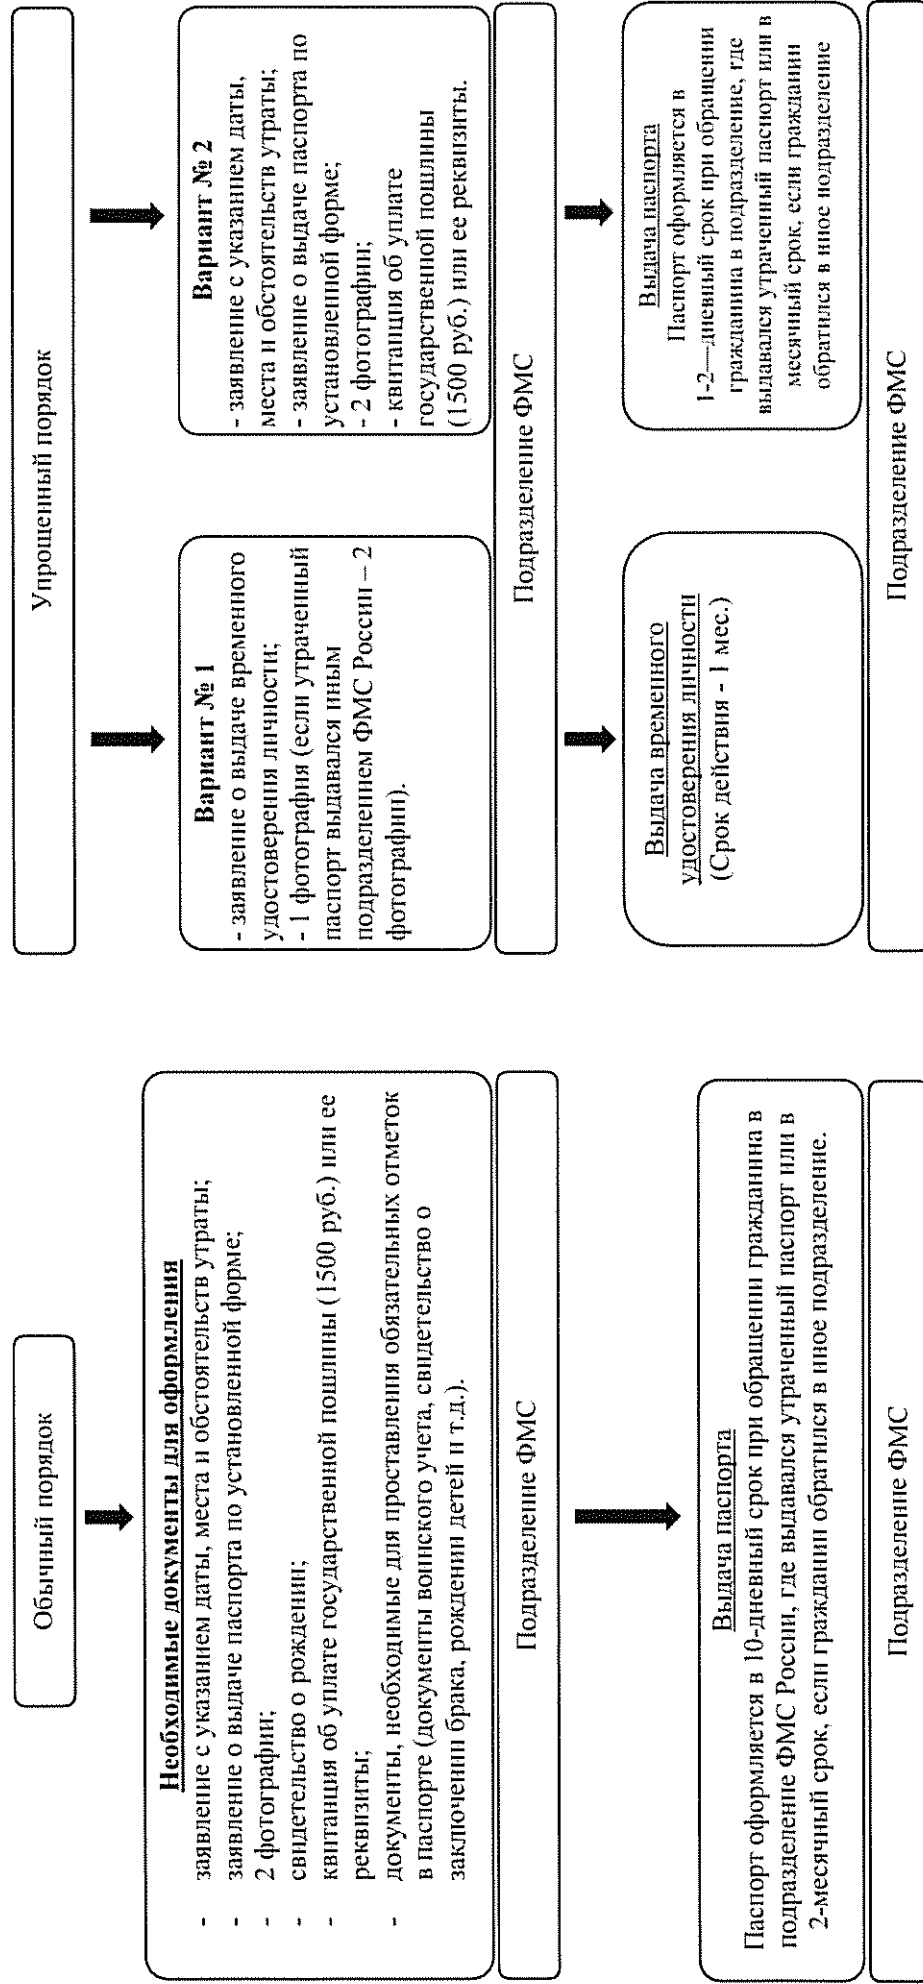 Обычный порядок
Необходимые документы для оформления
- заявление с указанием даты, места и обстоятельств утраты;
- заявление о выдаче паспорта по установленной форме;
- 2 фотографии;
- свидетельство о рождении;
- квитанция об уплате государственной пошлины (1500 руб.) или ее
реквизиты;
- документы, необходимые для проставления обязательных отметок
в паспорте (документы воинского учета, свидетельство о
заключении брака, рождении детей и т.д.).
Подразделение ФМС
Выдача паспорта
Паспорт оформляется в 10-дневный срок при обращении гражданина в
подразделение ФМС России, где выдавался утраченный паспорт или в
2-месячный срок, если гражданин обратился в иное подразделение.
Подразделение ФМС
Упрощенный порядок
Вариант № 1
- заявление о выдаче временного
удостоверения личности;
- 1 фотография (если утраченный
паспорт выдавался иным
подразделением ФМС России – 2
фотографии).
Вариант № 2
- заявление с указанием даты,
места и обстоятельств утраты;
- заявление о выдаче паспорта по
установленной форме;
- 2 фотографии;
- квитанция об уплате
государственной пошлины
(1500 руб.) или ее реквизиты.
Подразделение ФМС
Выдача временного
удостоверения личности
(Срок действия - 1 мес.)
Выдача паспорта
Паспорт оформляется в
1-2—дневный срок при обращении
гражданина в подразделение, где
выдавался утраченный паспорт или в
месячный срок, если гражданин
обратился в иное подразделение
Подразделение ФМС